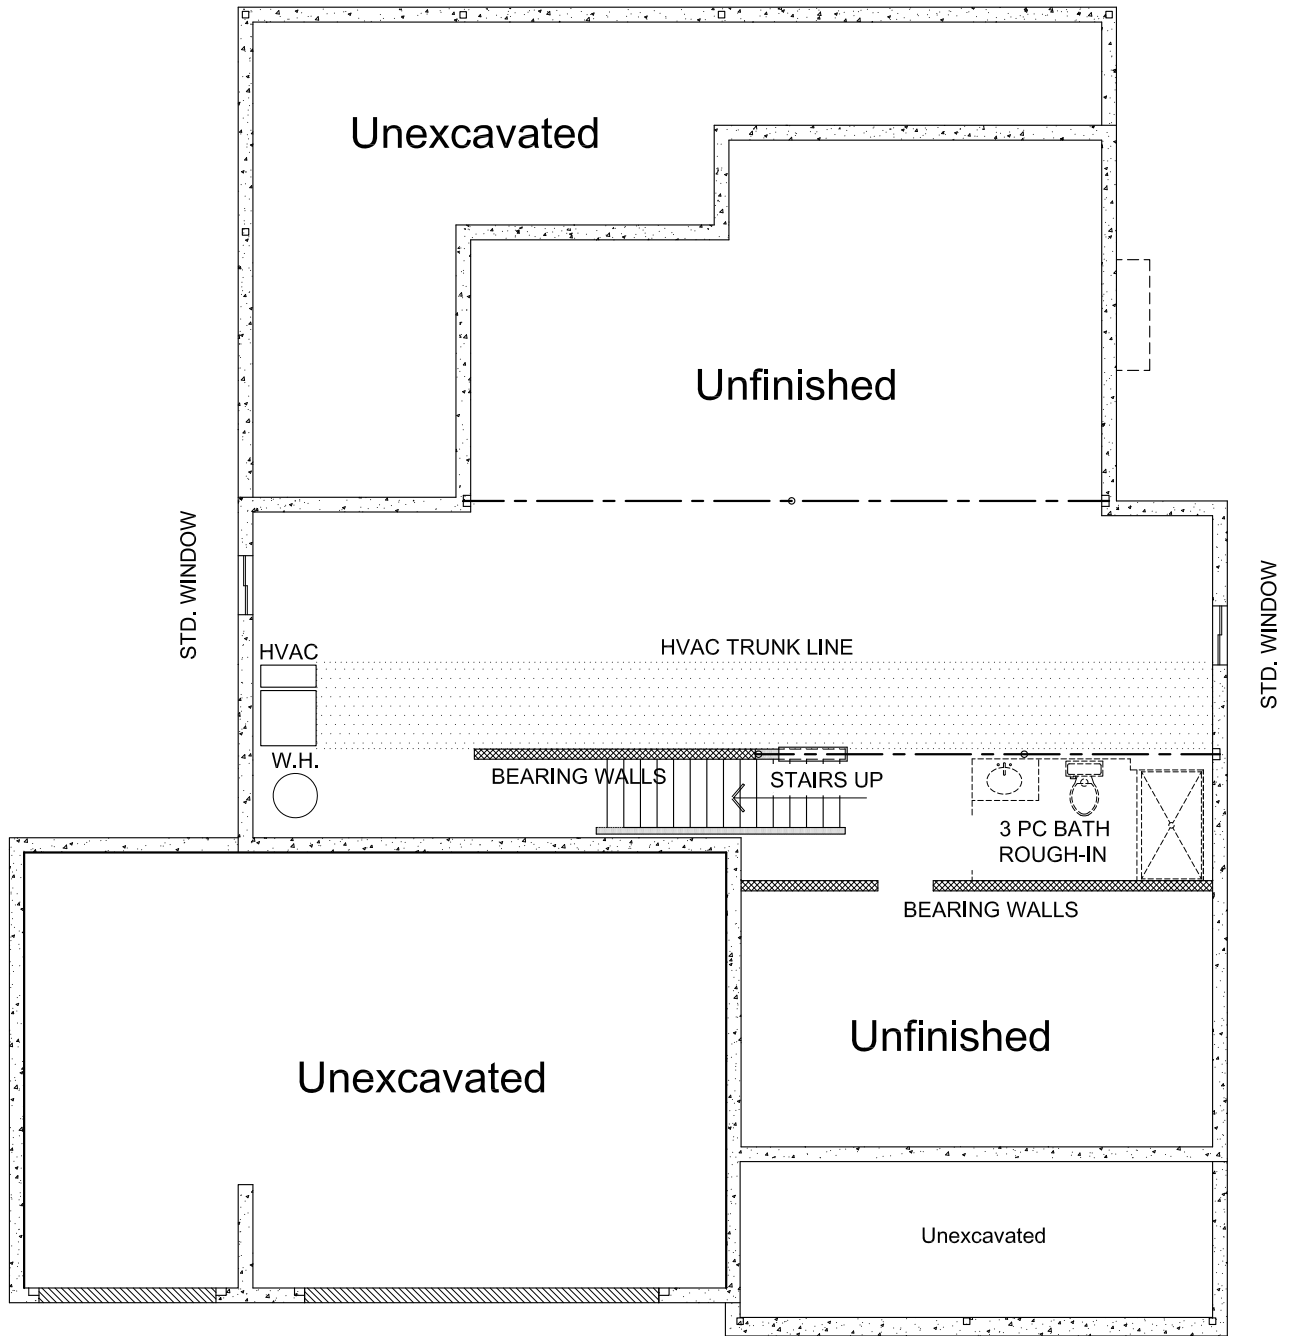 Unexcavated
Unfinished
STD. WINDOW
STD. WINDOW
HVAC
HVAC TRUNK LINE
W.H.
BEARING WALLS
STAIRS UP
3 PC BATH
ROUGH-IN
BEARING WALLS
Unfinished
Unexcavated
Unexcavated